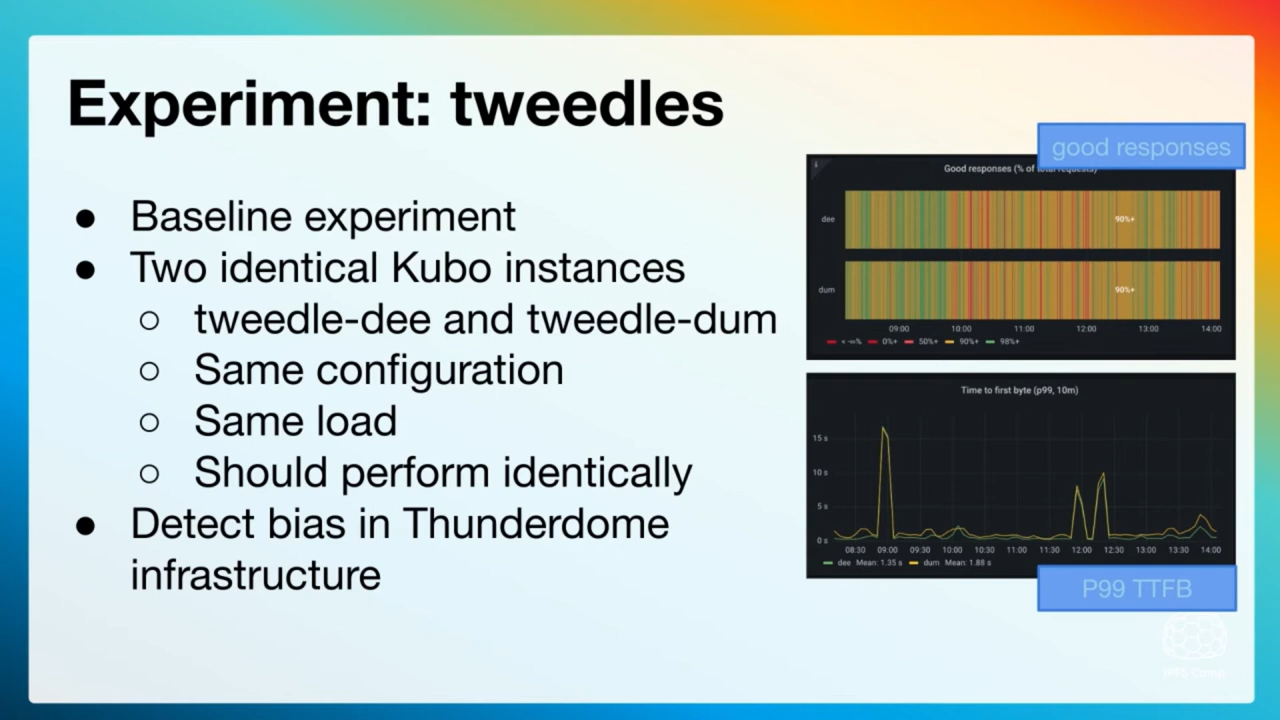 Experiment: tweedles
● Baseline experiment
● Two identical Kubo instances
○ tweedle-dee and tweedle-dum
○ Same configuration
○ Same load
○ Should perform identically
● Detect bias in Thunderdome
infrastructure
good responses
Good responses (% of total requests)
dee
90%+
dum
90%+
09:00 10:00 11:00 12:00 13:00 14:00
< -∞% 0%+ 50%+ 90%+ 98%+
Time to first byte (p99, 10m)
15 s
10 s
5 s
0 s
08:30 09:00 09:30 10:00 10:30 11:00 11:30 12:00 12:30 13:00 13:30 14:00
dee Mean: 1.35 s dum Mean: 1.88 s
P99 TTFB
IPFS Camp